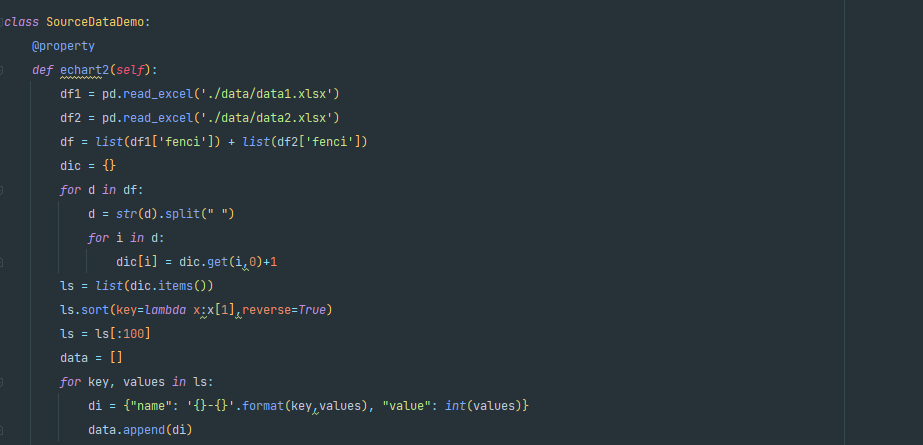 class SourceDataDemo:
    @property
    def echart2(self):
        df1 = pd.read_excel('./data/data1.xlsx')
        df2 = pd.read_excel('./data/data2.xlsx')
        df = list(df1['fenci']) + list(df2['fenci'])
        dic = {}
        for d in df:
            d = str(d).split(" ")
            for i in d:
                dic[i] = dic.get(i,0)+1
        ls = list(dic.items())
        ls.sort(key=lambda x:x[1],reverse=True)
        ls = ls[:100]
        data = []
        for key, values in ls:
            di = {"name": '{}-{}'.format(key,values), "value": int(values)}
            data.append(di)